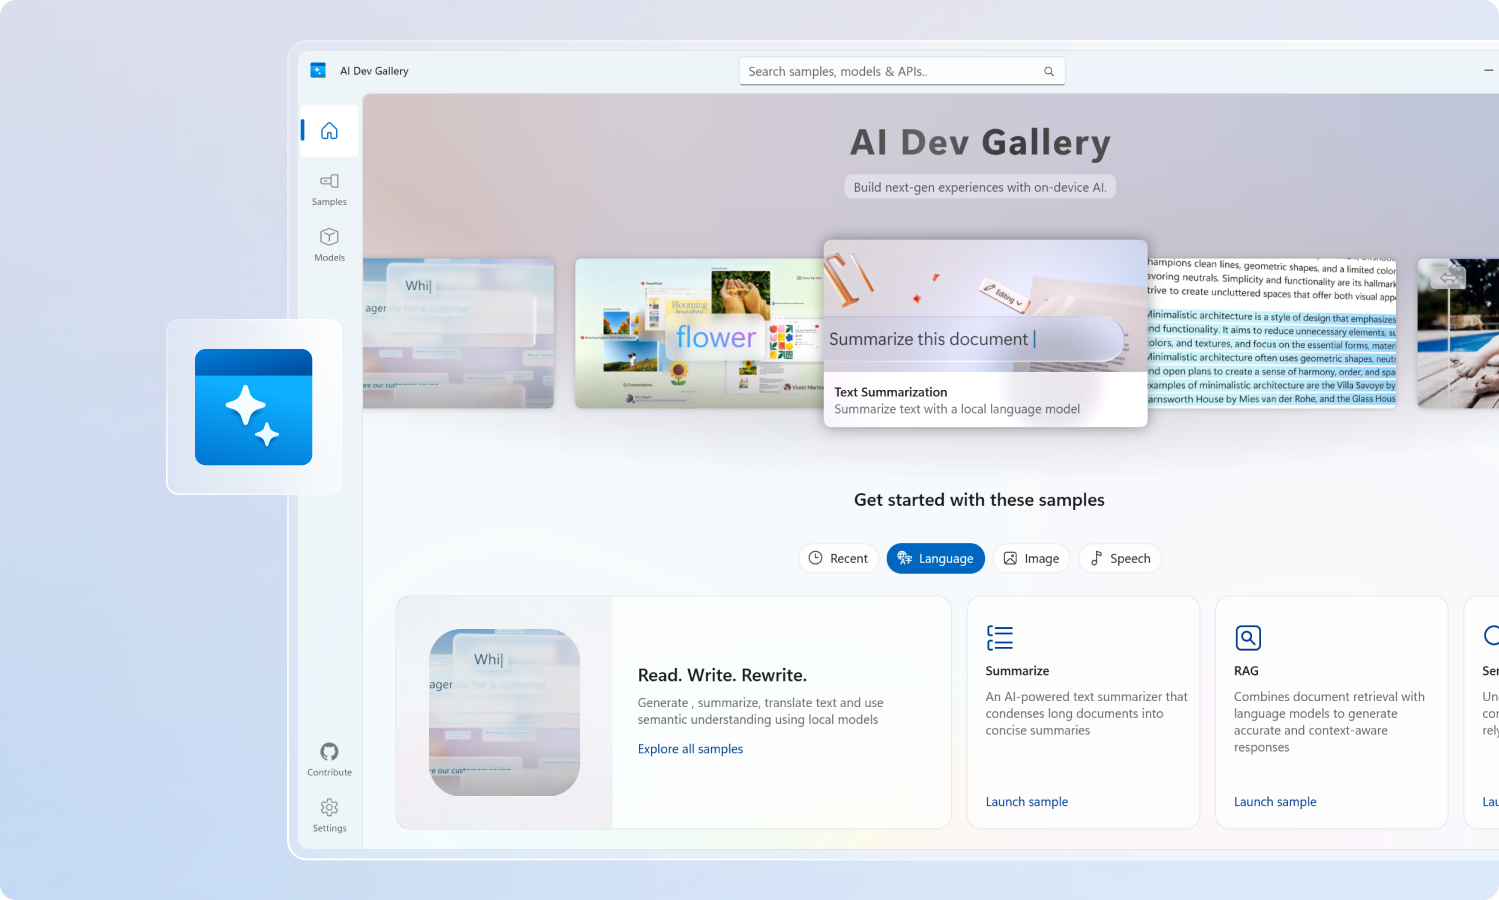 AI Dev Gallery
Search samples, models & APIs..
Samples
Models
Contribute
Settings
AI Dev Gallery
Build next-gen experiences with on-device AI.
Whi
flower
Blooming
Conversations
Editing
Summarize this document
Text Summarization
Summarize text with a local language model
hampions clean lines, geometric shapes, and a limited color
avoring neutrals. Simplicity and functionality are its hallmark
trive to create uncluttered spaces that offer both visual appe
Minimalistic architecture is a style of design that emphasizes
nd functionality. It aims to reduce unnecessary elements, su
olors, and textures, and focus on the essential forms, materi
Minimalistic architecture often uses geometric shapes, neutr
nd open plans to create a sense of harmony, order, and spa
xamples of minimalistic architecture are the Villa Savoye by
arnsworth House by Mies van der Rohe, and the Glass Hous
Get started with these samples
Recent
Language
Image
Speech
Whi
Read. Write. Rewrite.
Generate , summarize, translate text and use
semantic understanding using local models
Explore all samples
Summarize
An AI-powered text summarizer that
condenses long documents into
concise summaries
Launch sample
RAG
Combines document retrieval with
language models to generate
accurate and context-aware
responses
Launch sample